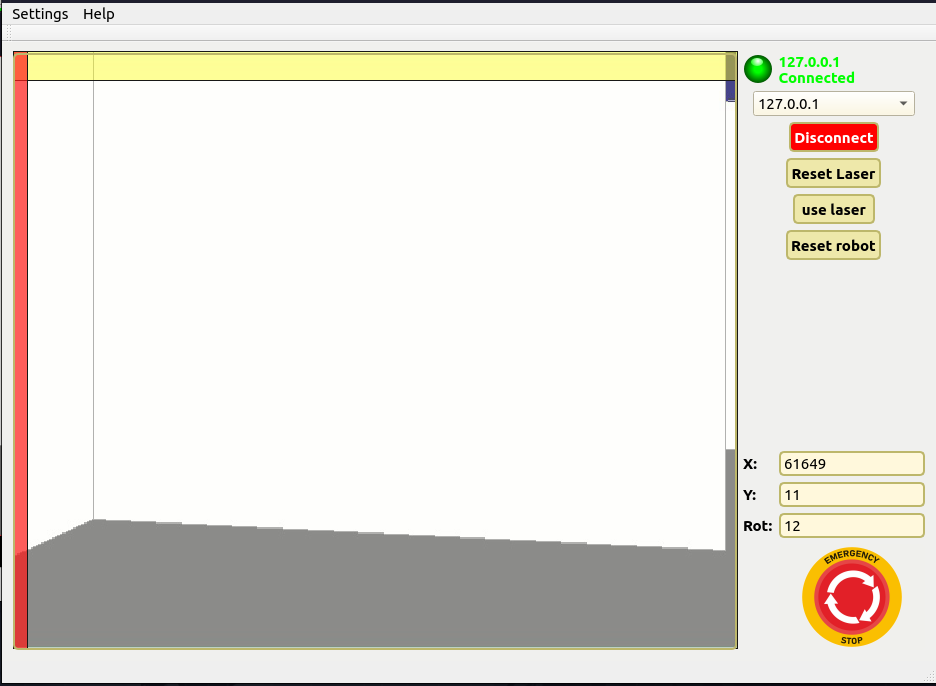 Settings Help
127.0.0.1
Connected
127.0.0.1
Disconnect
Reset Laser
use laser
Reset robot
X: 61649
Y: 11
Rot: 12
EMERGENCY
STOP